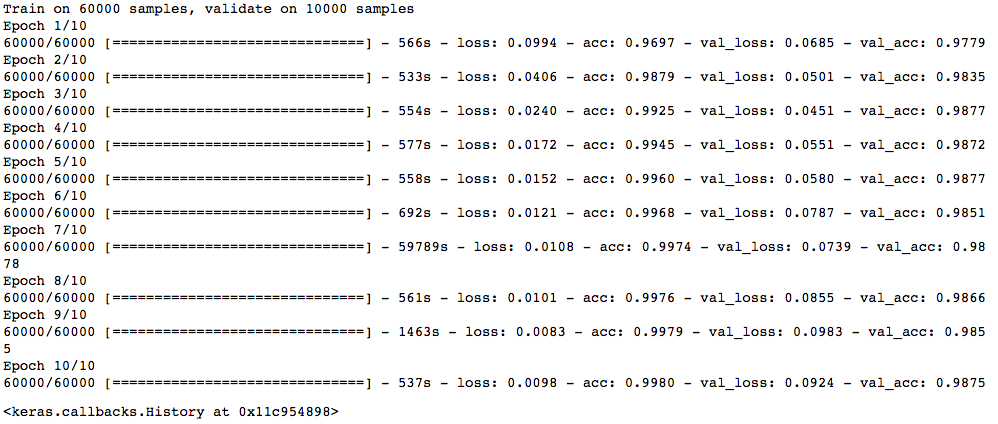 Train on 60000 samples, validate on 10000 samples
Epoch 1/10
60000/60000 [==============================] - 566s - loss: 0.0994 - acc: 0.9697 - val_loss: 0.0685 - val_acc: 0.9779
Epoch 2/10
60000/60000 [==============================] - 533s - loss: 0.0406 - acc: 0.9879 - val_loss: 0.0501 - val_acc: 0.9835
Epoch 3/10
60000/60000 [==============================] - 554s - loss: 0.0240 - acc: 0.9925 - val_loss: 0.0451 - val_acc: 0.9877
Epoch 4/10
60000/60000 [==============================] - 577s - loss: 0.0172 - acc: 0.9945 - val_loss: 0.0551 - val_acc: 0.9872
Epoch 5/10
60000/60000 [==============================] - 558s - loss: 0.0152 - acc: 0.9960 - val_loss: 0.0580 - val_acc: 0.9877
Epoch 6/10
60000/60000 [==============================] - 692s - loss: 0.0121 - acc: 0.9968 - val_loss: 0.0787 - val_acc: 0.9851
Epoch 7/10
60000/60000 [==============================] - 59789s - loss: 0.0108 - acc: 0.9974 - val_loss: 0.0739 - val_acc: 0.98
78
Epoch 8/10
60000/60000 [==============================] - 561s - loss: 0.0101 - acc: 0.9976 - val_loss: 0.0855 - val_acc: 0.9866
Epoch 9/10
60000/60000 [==============================] - 1463s - loss: 0.0083 - acc: 0.9979 - val_loss: 0.0983 - val_acc: 0.985
5
Epoch 10/10
60000/60000 [==============================] - 537s - loss: 0.0098 - acc: 0.9980 - val_loss: 0.0924 - val_acc: 0.9875
<keras.callbacks.History at 0x11c954898>